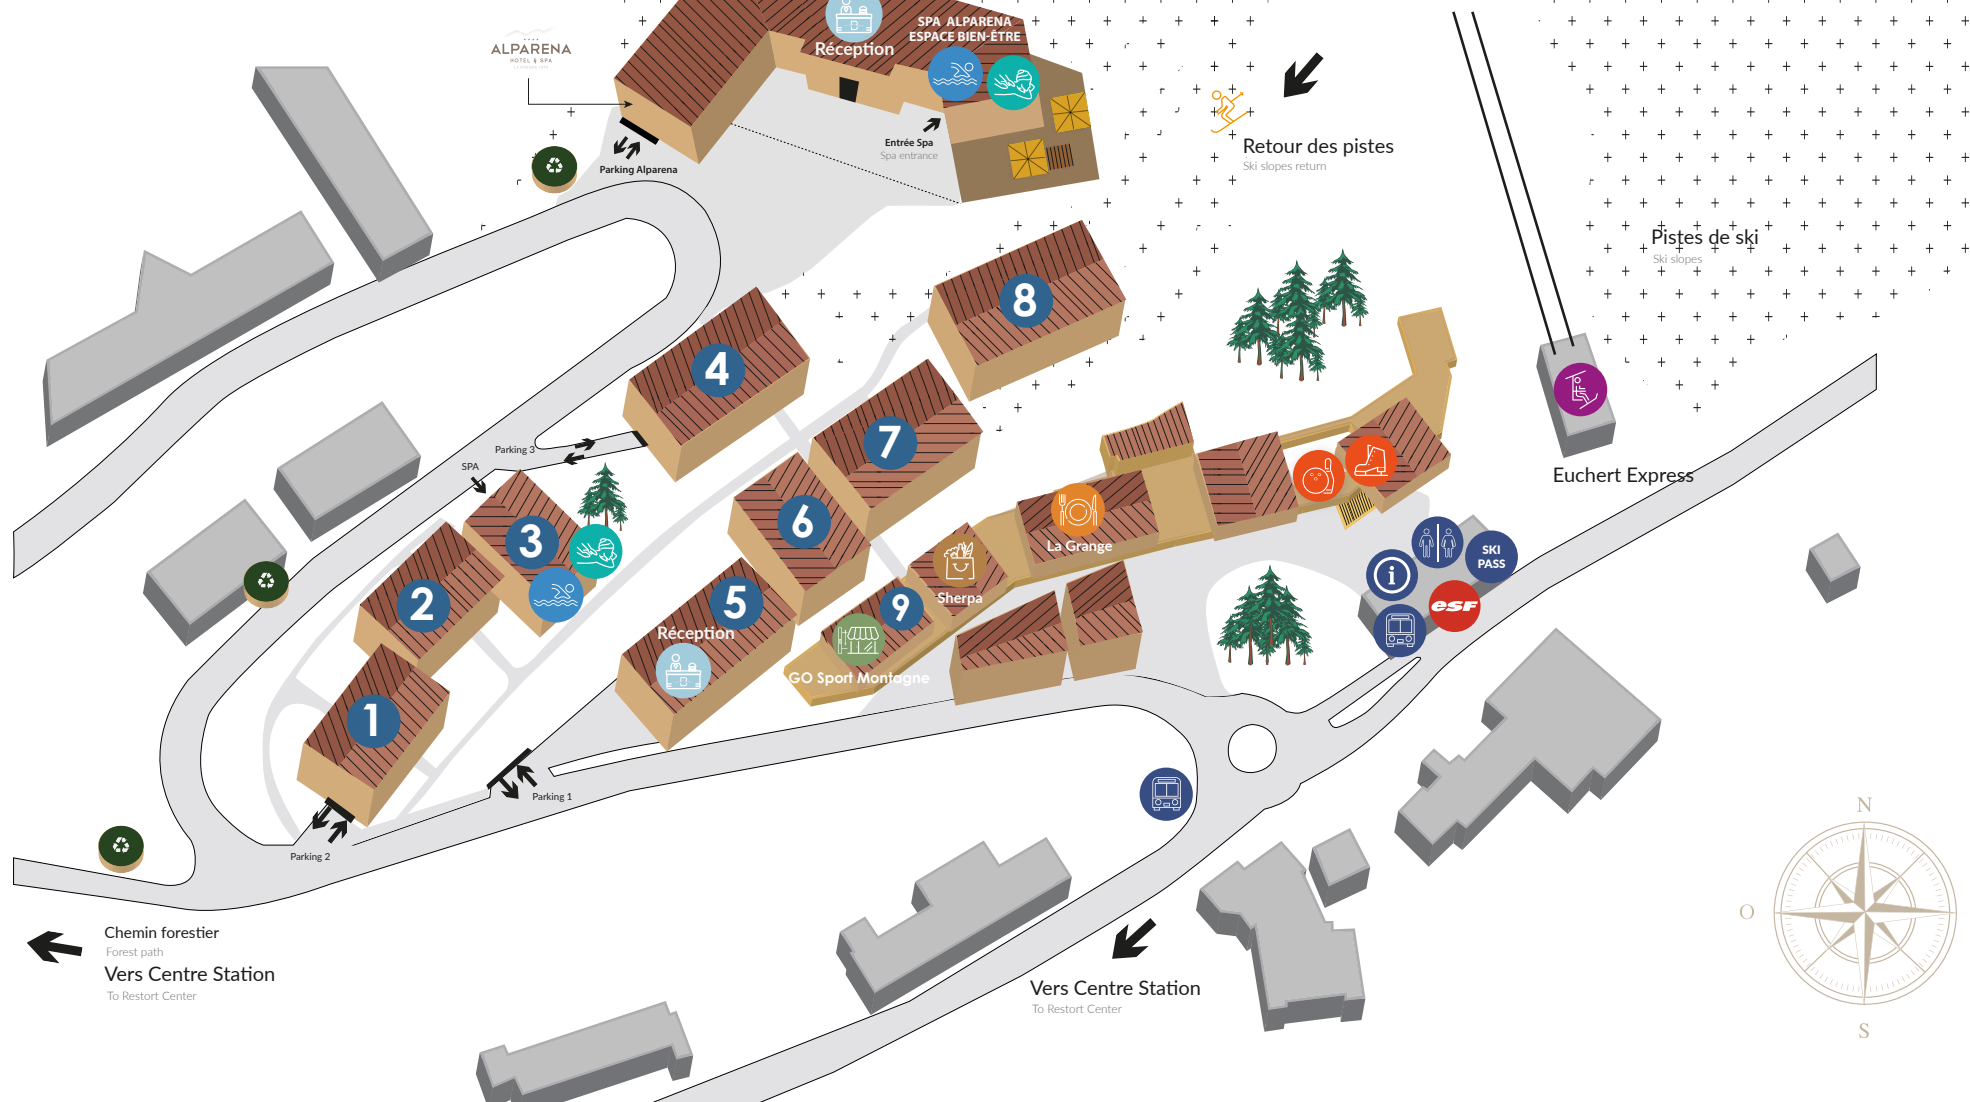 ALPARENA
HOTEL & SPA
Réception
SPA ALPARENA
ESPACE BIEN-ÊTRE
Entrée Spa
Spa entrance
Parking Alparena
Retour des pistes
Ski slopes return
Pistes de ski
Ski slopes
8
4
7
Parking 3
SPA
Euchert Express
6
3
La Grange
SKI
PASS
i
2
5
9
Sherpa
esf
Réception
GO Sport Montagne
1
Parking 1
Parking 2
N
O
S
Chemin forestier
Forest path
Vers Centre Station
To Restort Center
Vers Centre Station
To Restort Center